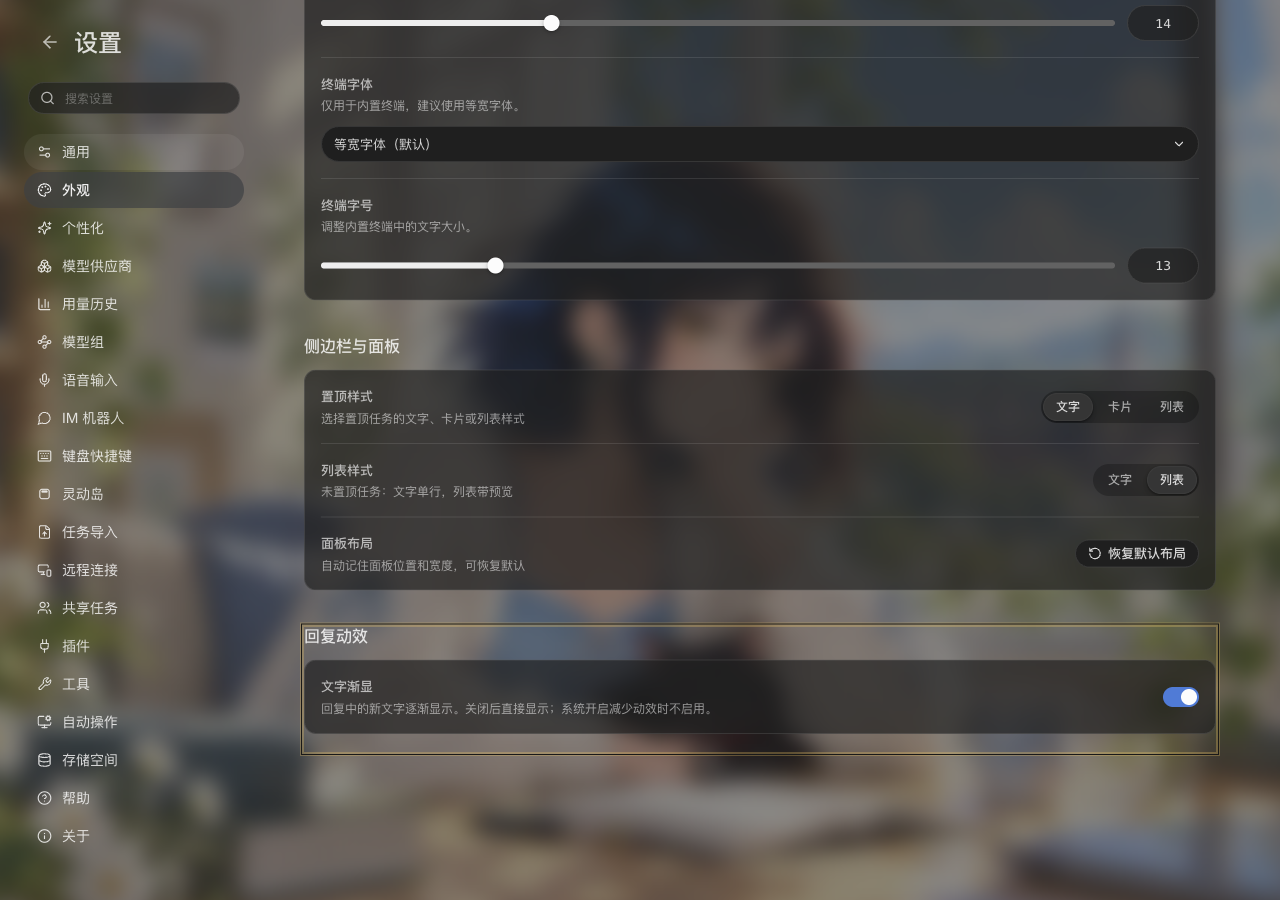 设置
搜索设置
通用
外观
个性化
模型供应商
用量历史
模型组
语音输入
IM 机器人
键盘快捷键
灵动岛
任务导入
远程连接
共享任务
插件
工具
自动操作
存储空间
帮助
关于
14
终端字体
仅用于内置终端，建议使用等宽字体。
等宽字体（默认）
终端字号
调整内置终端中的文字大小。
13
侧边栏与面板
置顶样式
选择置顶任务的文字、卡片或列表样式
文字 卡片 列表
列表样式
未置顶任务：文字单行，列表带预览
文字 列表
面板布局
自动记住面板位置和宽度，可恢复默认
恢复默认布局
回复动效
文字渐显
回复中的新文字逐渐显示。关闭后直接显示；系统开启减少动效时不启用。